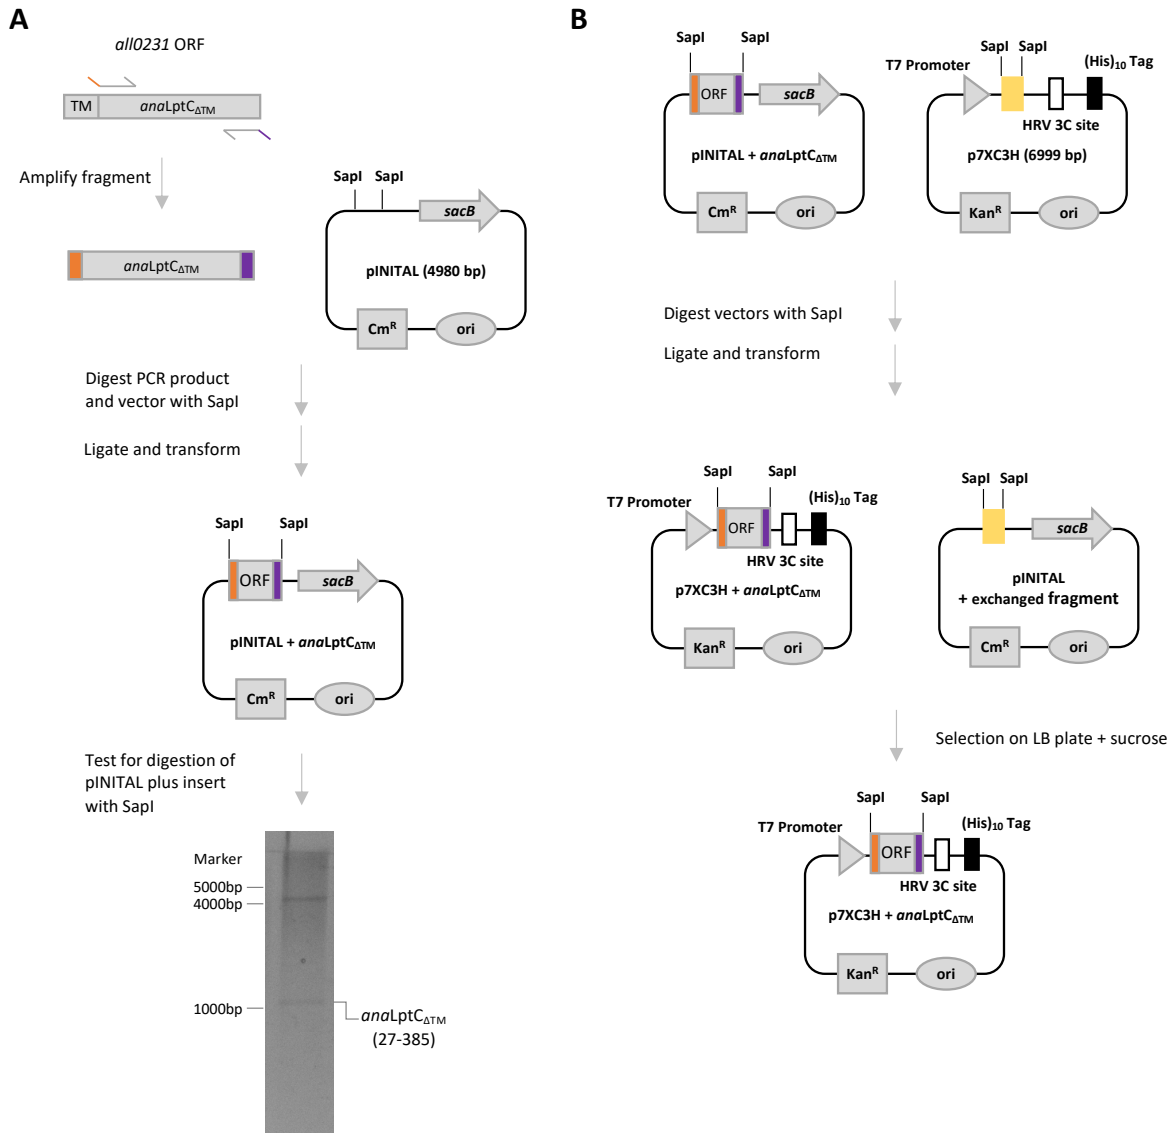 A
all0231 ORF
TM
anaLptCΔTM
Amplify fragment
anaLptCΔTM
SapI SapI
sacB
pINITAL (4980 bp)
CmR
ori
Digest PCR product
and vector with SapI
Ligate and transform
SapI SapI
ORF
sacB
pINITAL + anaLptCΔTM
CmR
ori
Test for digestion of
pINITAL plus insert
with SapI
Marker
5000bp
4000bp
1000bp
anaLptCΔTM
(27-385)
B
SapI SapI
ORF
sacB
pINITAL + anaLptCΔTM
CmR
ori
SapI SapI
T7 Promoter
(His)10 Tag
HRV 3C site
p7XC3H (6999 bp)
KanR
ori
Digest vectors with SapI
Ligate and transform
SapI SapI
T7 Promoter
(His)10 Tag
ORF
HRV 3C site
p7XC3H + anaLptCΔTM
KanR
ori
SapI SapI
sacB
pINITAL
+ exchanged fragment
CmR
ori
Selection on LB plate + sucrose
SapI SapI
T7 Promoter
(His)10 Tag
ORF
HRV 3C site
p7XC3H + anaLptCΔTM
KanR
ori